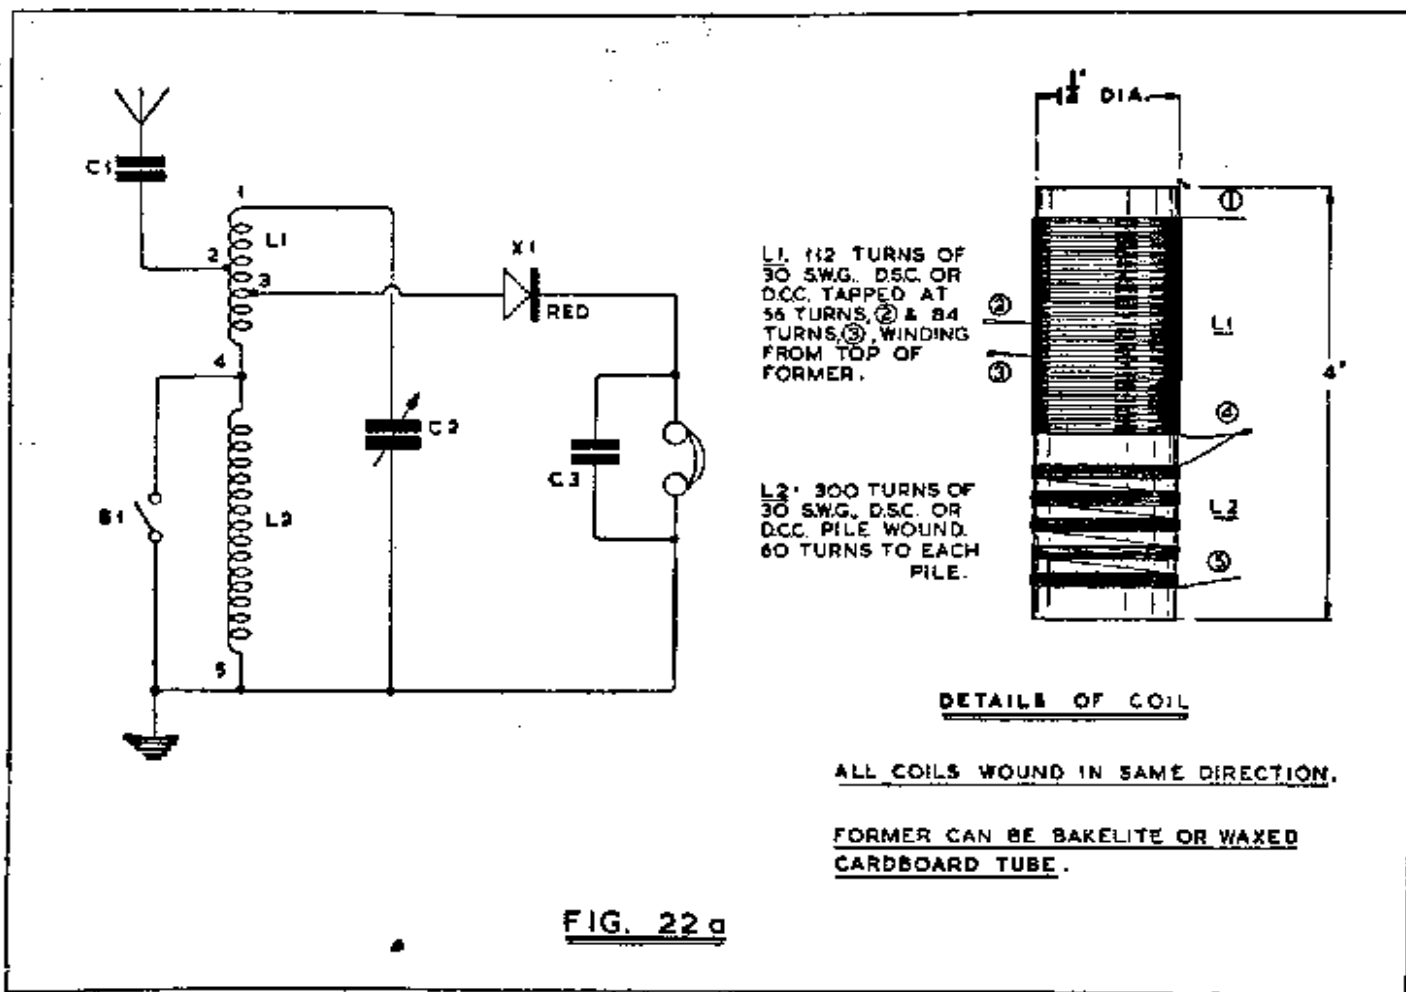 C1
1
L1
2
3
X1
RED
4
C2
C3
S1
L2
5
1½" DIA.
①
L1. 112 TURNS OF
30 S.W.G. D.S.C. OR
D.C.C. TAPPED AT
56 TURNS, ② & 84
TURNS, ③, WINDING
FROM TOP OF
FORMER.
②
③
L1
4"
④
L2: 300 TURNS OF
30 S.W.G. D.S.C. OR
D.C.C. PILE WOUND.
60 TURNS TO EACH
PILE.
L2
⑤
DETAILS OF COIL
ALL COILS WOUND IN SAME DIRECTION.
FORMER CAN BE BAKELITE OR WAXED
CARDBOARD TUBE.
FIG. 22a